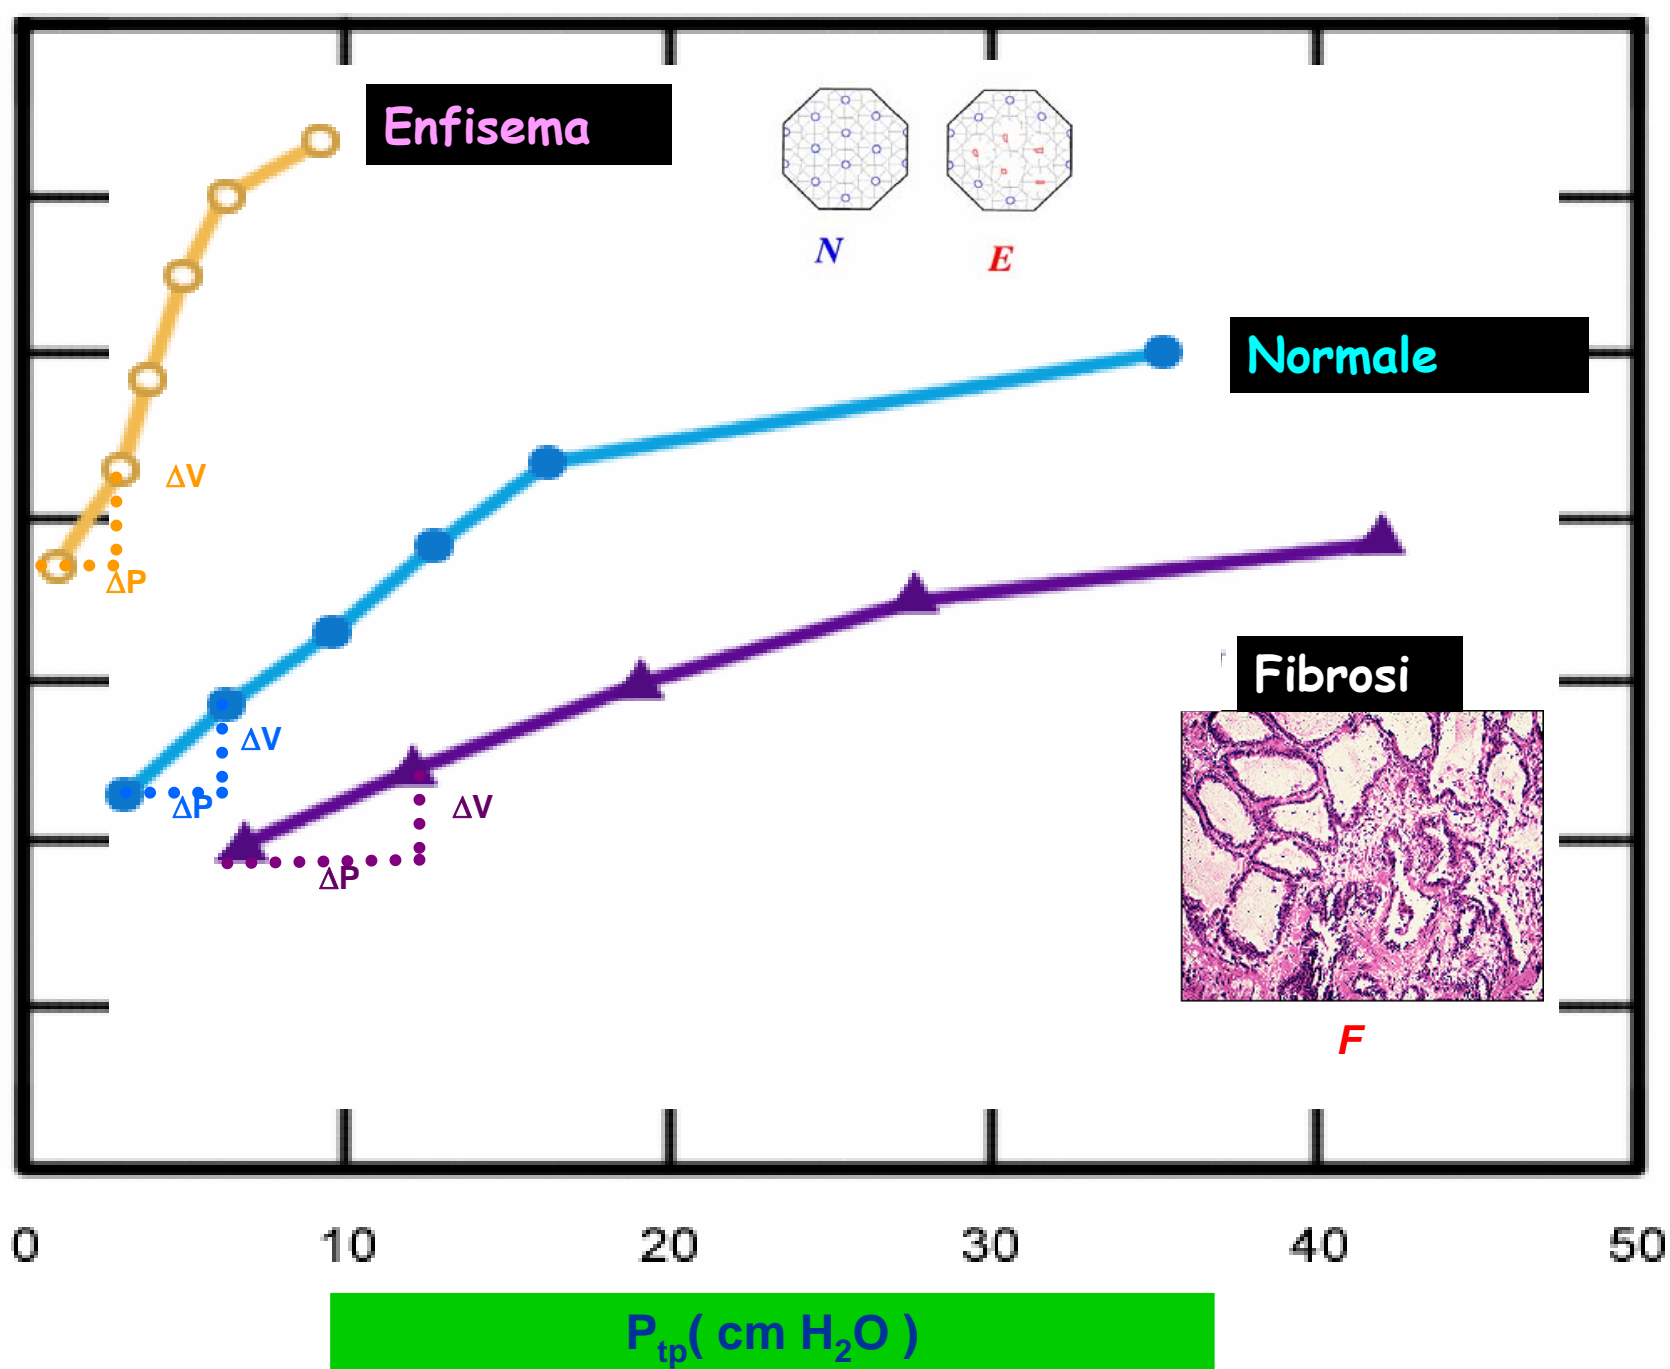 Enfisema
N
E
Normale
ΔV
ΔP
ΔV
ΔP
ΔV
ΔP
Fibrosi
F
0 10 20 30 40 50
Ptp( cm H2O )